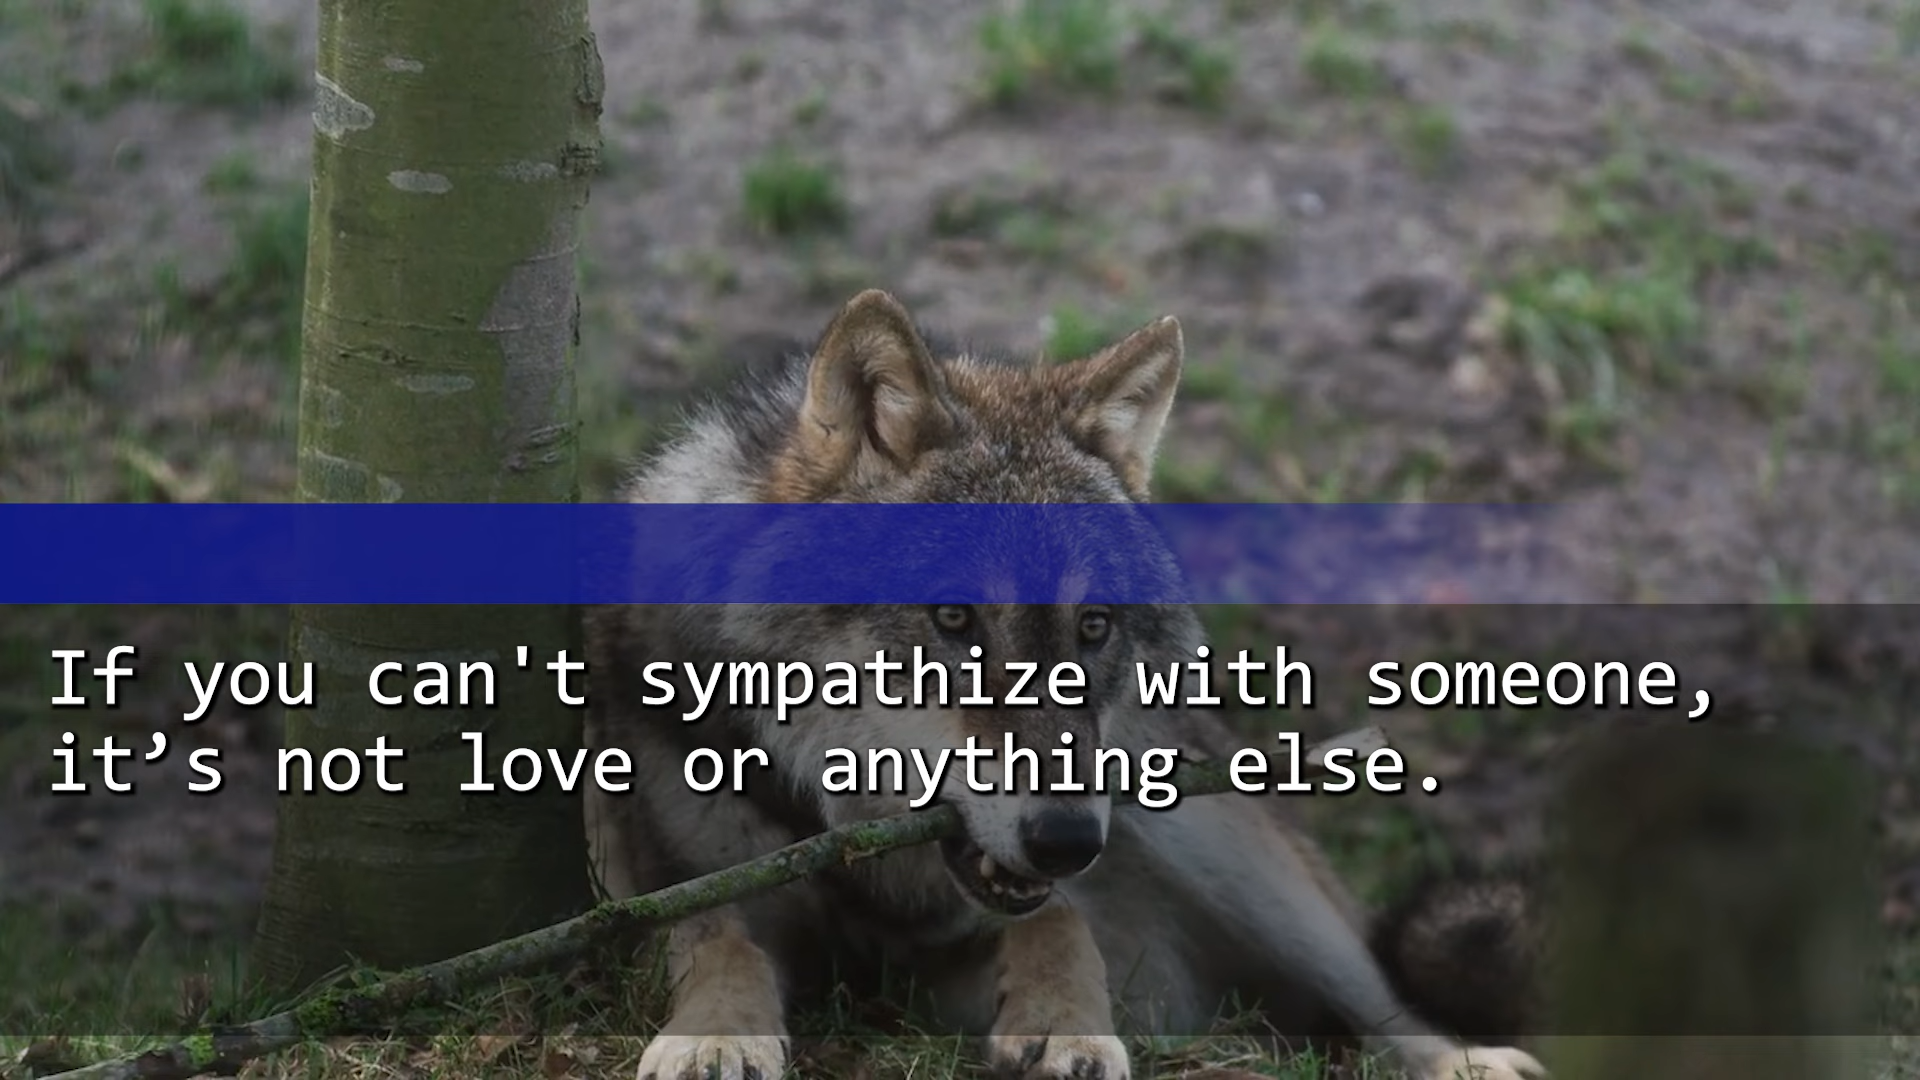 If you can't sympathize with someone,
it’s not love or anything else.